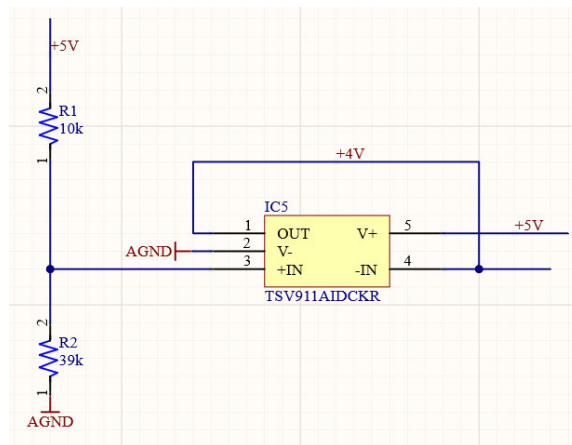 +5V
2
R1
10k
1
+4V
IC5
1
OUT
V+
5
+5V
AGND
2
V-
3
+IN
-IN
4
TSV911AIDCKR
2
R2
39k
1
AGND